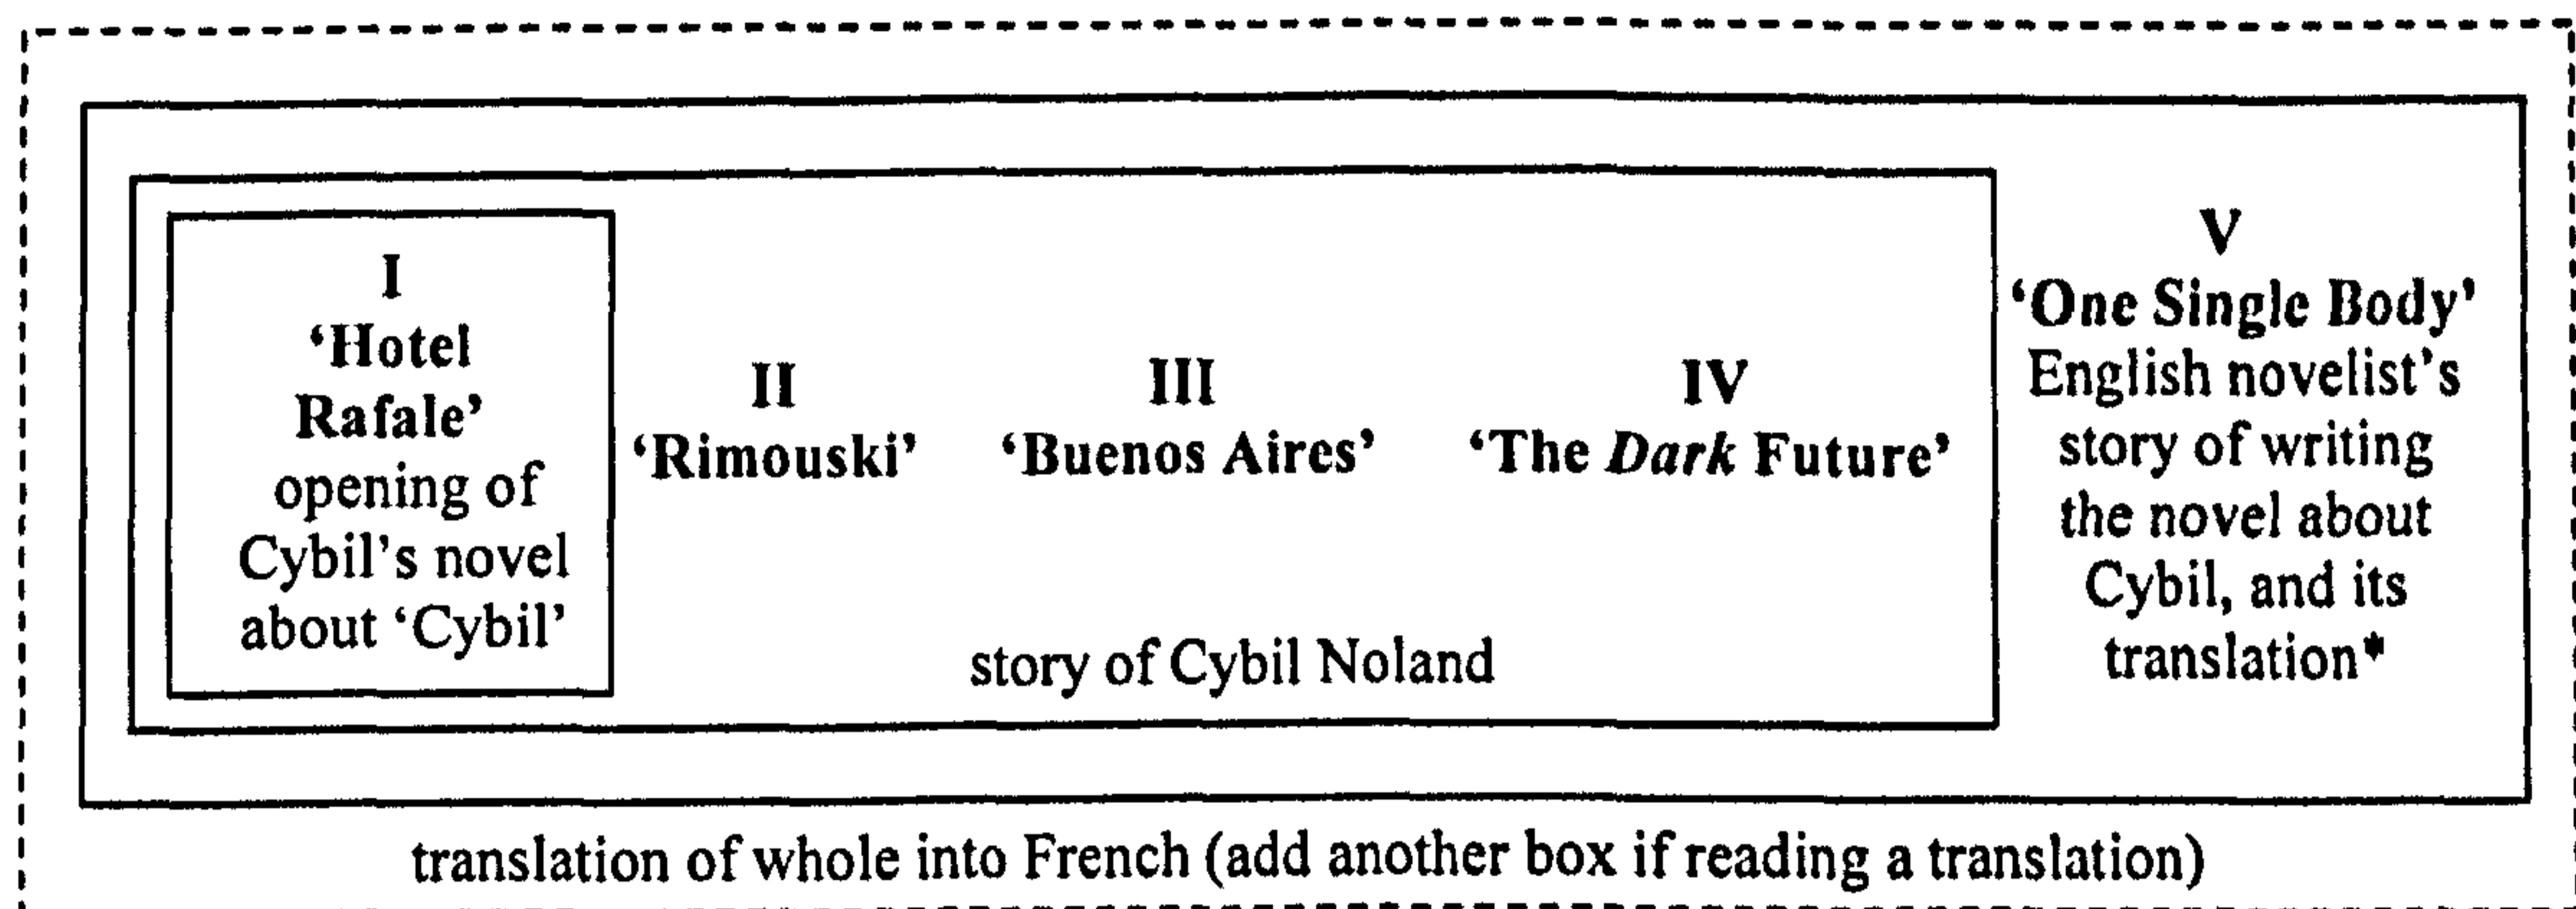 I
‘Hotel
Rafale’
opening of
Cybil’s novel
about ‘Cybil’
II
‘Rimouski’
III
‘Buenos Aires’
IV
‘The Dark Future’
story of Cybil Noland
V
‘One Single Body’
English novelist’s
story of writing
the novel about
Cybil, and its
translation*
translation of whole into French (add another box if reading a translation)